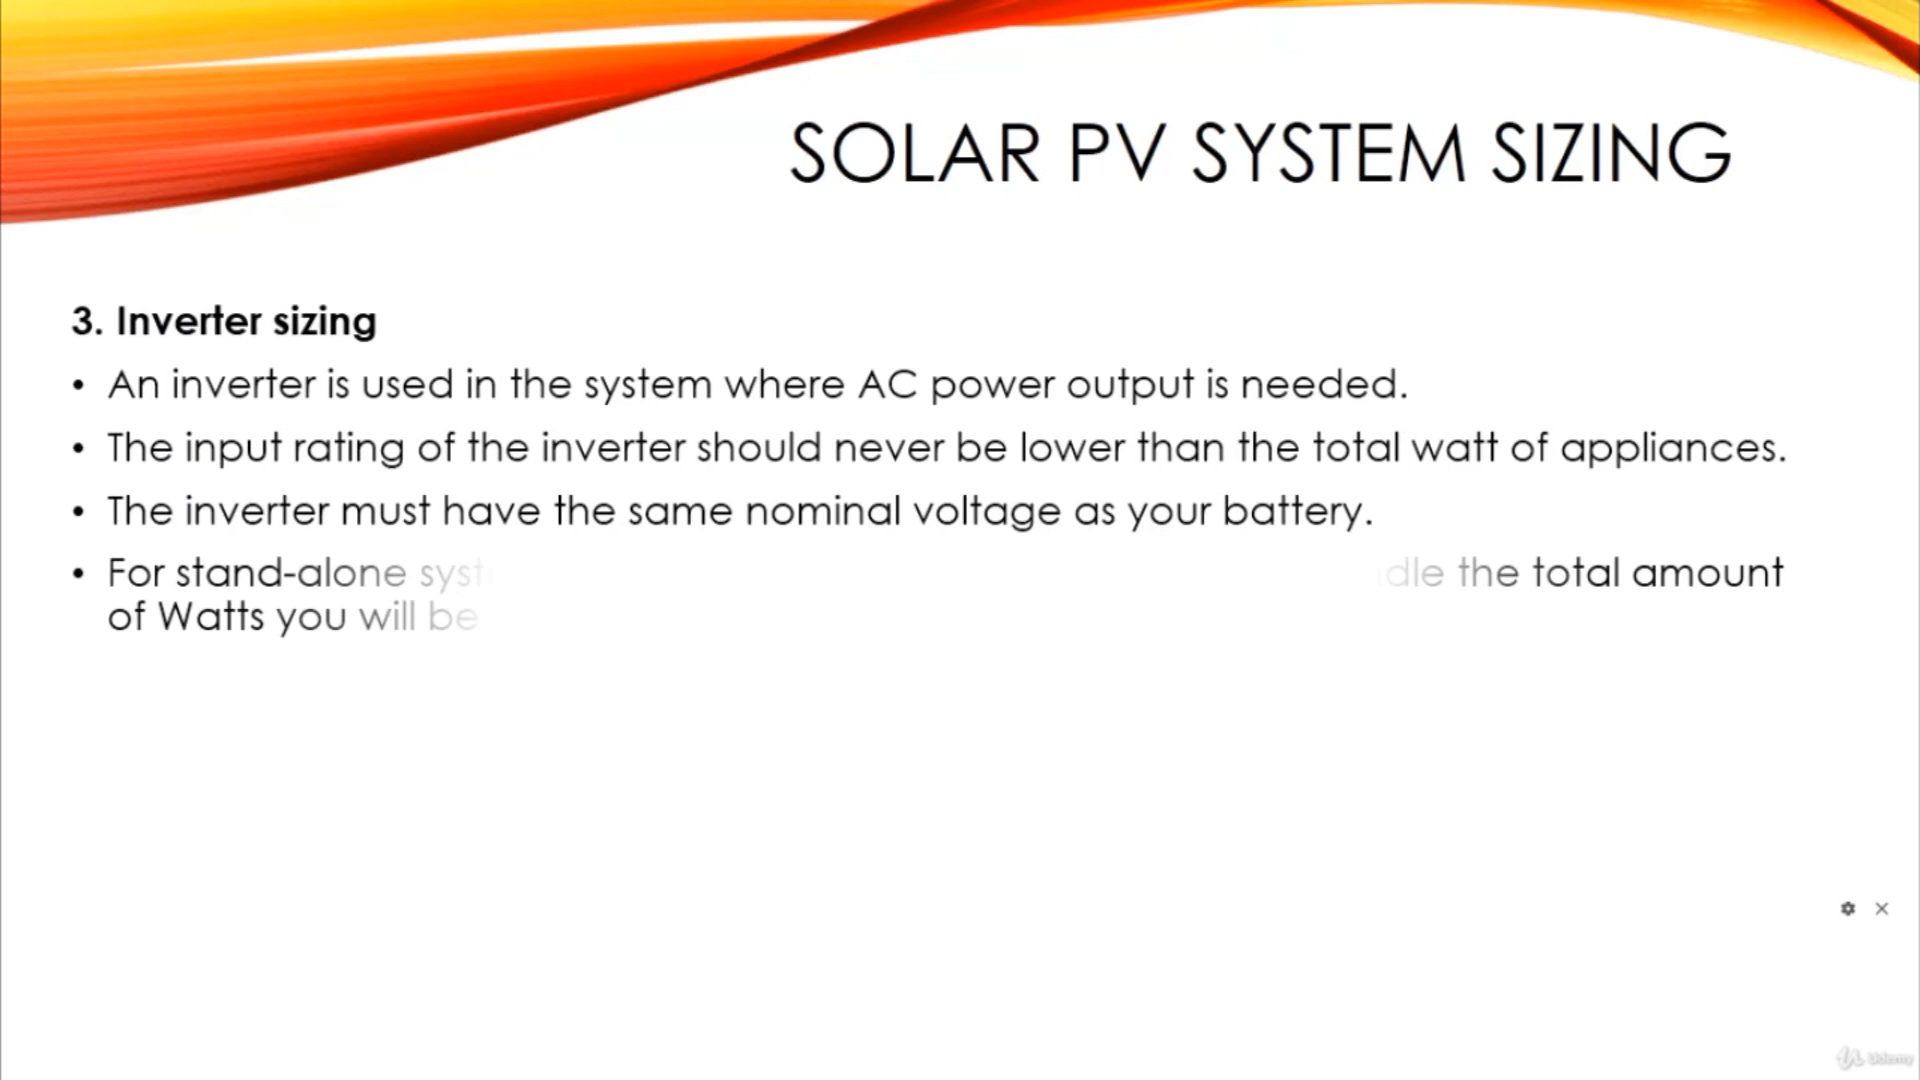 SOLAR PV SYSTEM SIZING
3. Inverter sizing
• An inverter is used in the system where AC power output is needed.
• The input rating of the inverter should never be lower than the total watt of appliances.
• The inverter must have the same nominal voltage as your battery.
• For stand-alone the total amount
of Watts you will be
Udemy